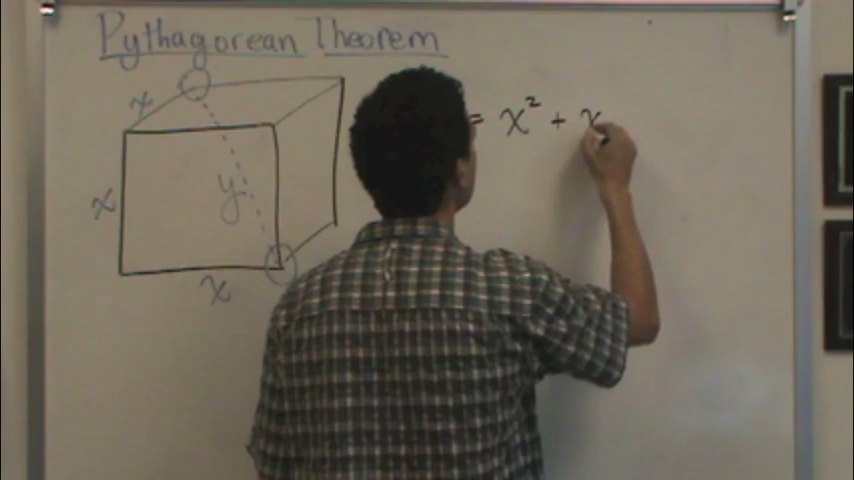 Pythagorean Theorem
x
= x² + x
x
y
x